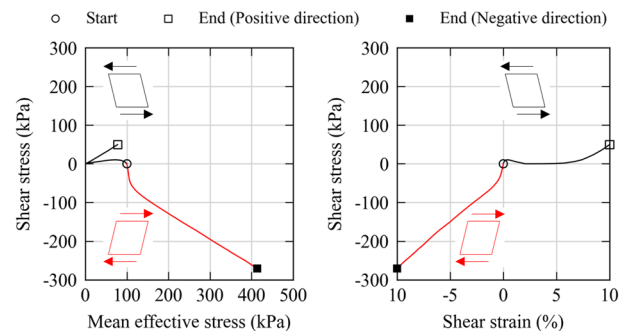 Start End (Positive direction) End (Negative direction)
300
200
100
0
-100
-200
-300
Shear stress (kPa)
0 100 200 300 400 500
Mean effective stress (kPa)
300
200
100
0
-100
-200
-300
Shear stress (kPa)
10 -5 0 5 10
Shear strain (%)